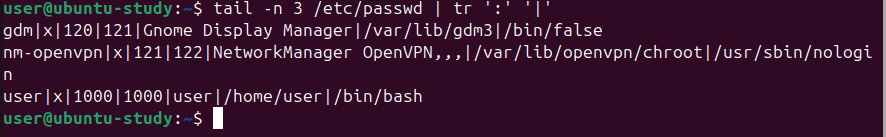 user@ubuntu-study:~$ tail -n 3 /etc/passwd | tr ':' '|'
gdm|x|120|121|Gnome Display Manager|/var/lib/gdm3|/bin/false
nm-openvpn|x|121|122|NetworkManager OpenVPN,,,|/var/lib/openvpn/chroot|/usr/sbin/nologi
n
user|x|1000|1000|user|/home/user|/bin/bash
user@ubuntu-study:~$